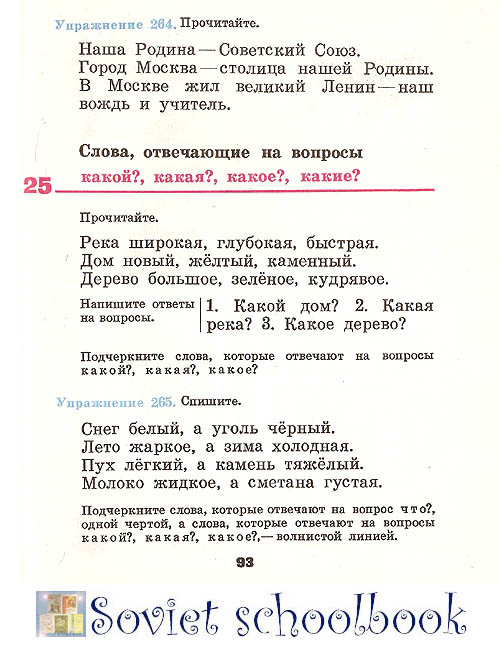 Упражнение 264. Прочитайте.
Наша Родина — Советский Союз.
Город Москва — столица нашей Родины.
В Москве жил великий Ленин — наш
вождь и учитель.
Слова, отвечающие на вопросы
25 какой?, какая?, какое?, какие?
Прочитайте.
Река широкая, глубокая, быстрая.
Дом новый, жёлтый, каменный.
Дерево большое, зелёное, кудрявое.
Напишите ответы
на вопросы.
1. Какой дом? 2. Какая
река? 3. Какое дерево?
Подчеркните слова, которые отвечают на вопросы
какой?, какая?, какое?
Упражнение 265. Спишите.
Снег белый, а уголь чёрный.
Лето жаркое, а зима холодная.
Пух лёгкий, а камень тяжёлый.
Молоко жидкое, а сметана густая.
Подчеркните слова, которые отвечают на вопрос что?,
одной чертой, а слова, которые отвечают на вопросы
какой?, какая?, какое?,— волнистой линией.
93
Soviet schoolbook